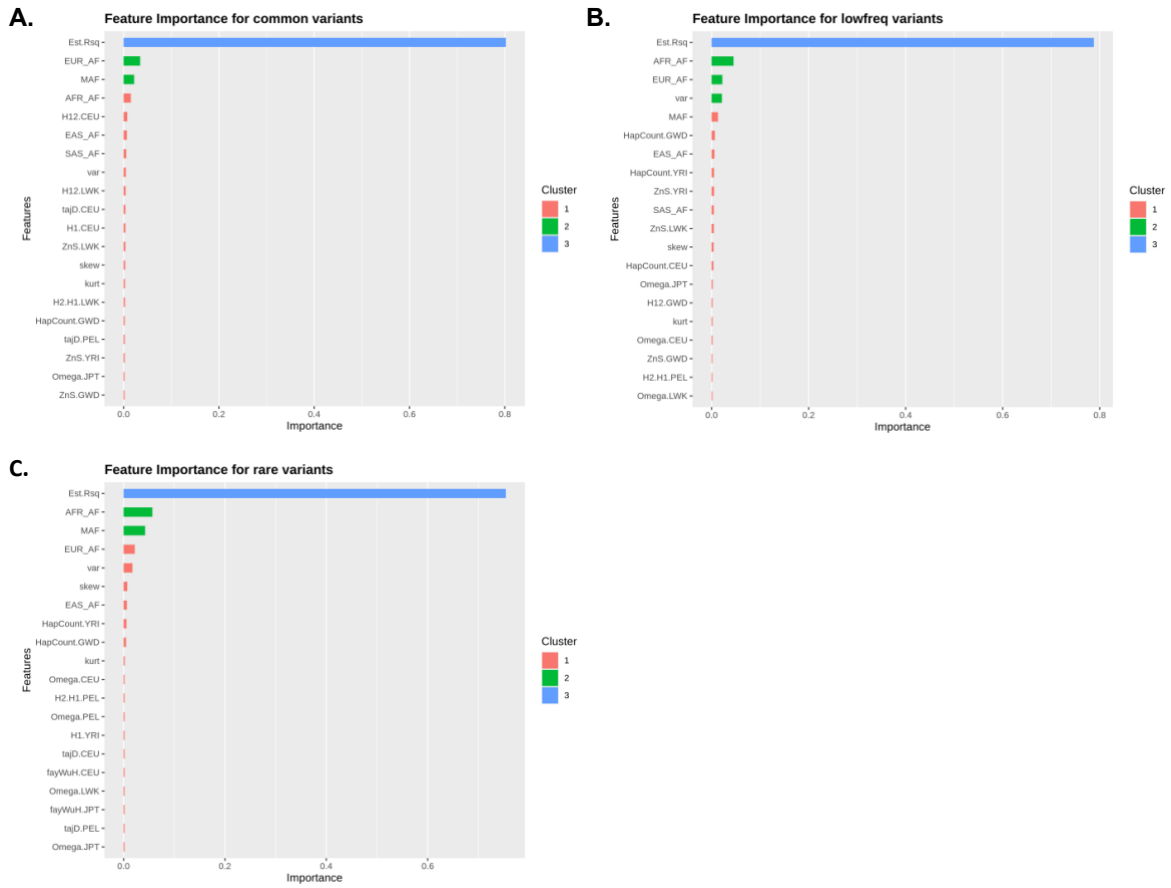 A.
Feature Importance for common variants
Est.Rsq
EUR_AF
MAF
AFR_AF
H12.CEU
EAS_AF
SAS_AF
var
H12.LWK
tajD.CEU
H1.CEU
ZnS.LWK
skew
kurt
H2.H1.LWK
HapCount.GWD
tajD.PEL
ZnS.YRI
Omega.JPT
ZnS.GWD
Features
0.0 0.2 0.4 0.6 0.8
Importance
Cluster
1
2
3
B.
Feature Importance for lowfreq variants
Est.Rsq
AFR_AF
EUR_AF
var
MAF
HapCount.GWD
EAS_AF
HapCount.YRI
ZnS.YRI
SAS_AF
ZnS.LWK
skew
HapCount.CEU
Omega.JPT
H12.GWD
kurt
Omega.CEU
ZnS.GWD
H2.H1.PEL
Omega.LWK
Features
0.0 0.2 0.4 0.6 0.8
Importance
Cluster
1
2
3
C.
Feature Importance for rare variants
Est.Rsq
AFR_AF
MAF
EUR_AF
var
skew
EAS_AF
HapCount.YRI
HapCount.GWD
kurt
Omega.CEU
H2.H1.PEL
Omega.PEL
H1.YRI
tajD.CEU
fayWuH.CEU
Omega.LWK
fayWuH.JPT
tajD.PEL
Omega.JPT
Features
0.0 0.2 0.4 0.6
Importance
Cluster
1
2
3